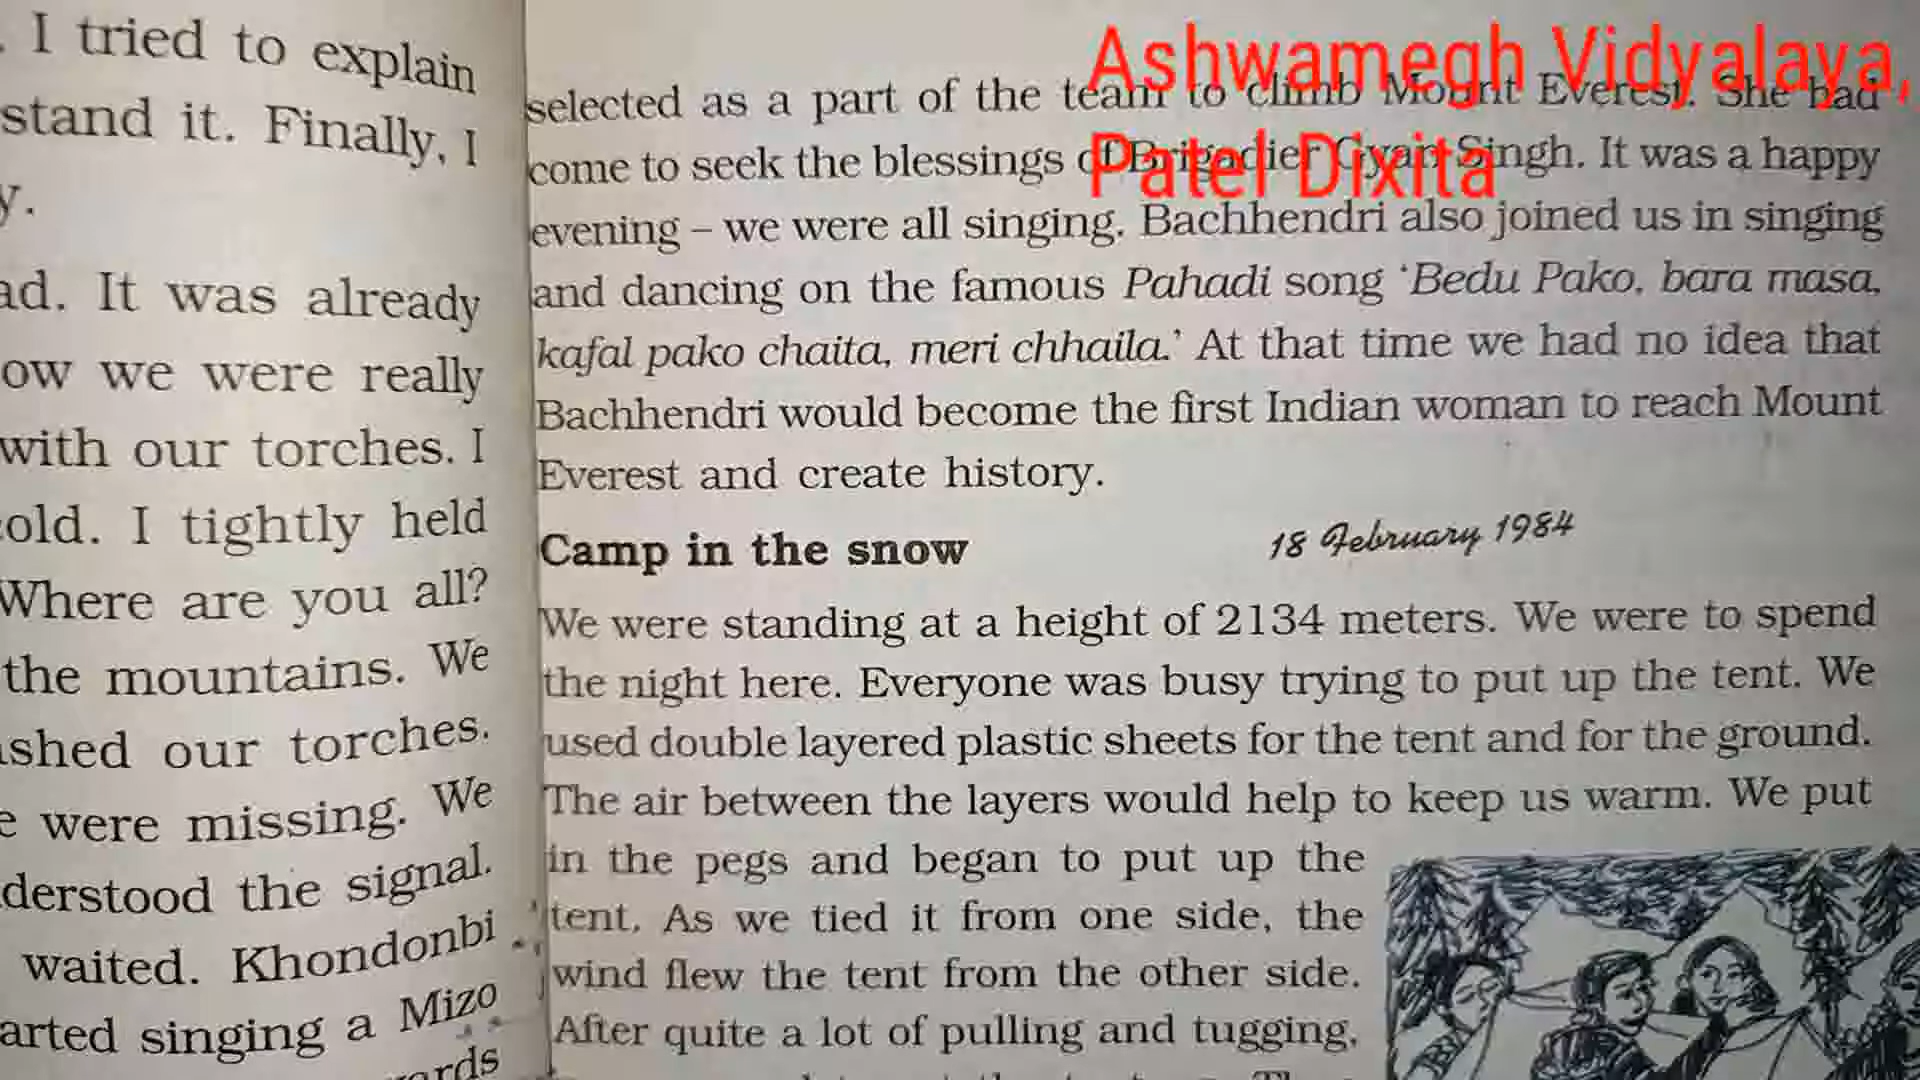 . I tried to explain
stand it. Finally, I
y.
ad. It was already
ow we were really
with our torches. I
old. I tightly held
Where are you all?
the mountains. We
shed our torches.
e were missing. We
derstood the signal.
waited. Khondonbi
arted singing a Mizo
ards
Ashwamegh Vidyalaya,
Patel Dixita
selected as a part of the team to climb Mount Everest. She had
come to seek the blessings of Brigadier Gyan Singh. It was a happy
evening – we were all singing. Bachhendri also joined us in singing
and dancing on the famous Pahadi song ‘Bedu Pako, bara masa,
kafal pako chaita, meri chhaila.’ At that time we had no idea that
Bachhendri would become the first Indian woman to reach Mount
Everest and create history.
Camp in the snow 18 February 1984
We were standing at a height of 2134 meters. We were to spend
the night here. Everyone was busy trying to put up the tent. We
used double layered plastic sheets for the tent and for the ground.
The air between the layers would help to keep us warm. We put
in the pegs and began to put up the
tent. As we tied it from one side, the
wind flew the tent from the other side.
After quite a lot of pulling and tugging,